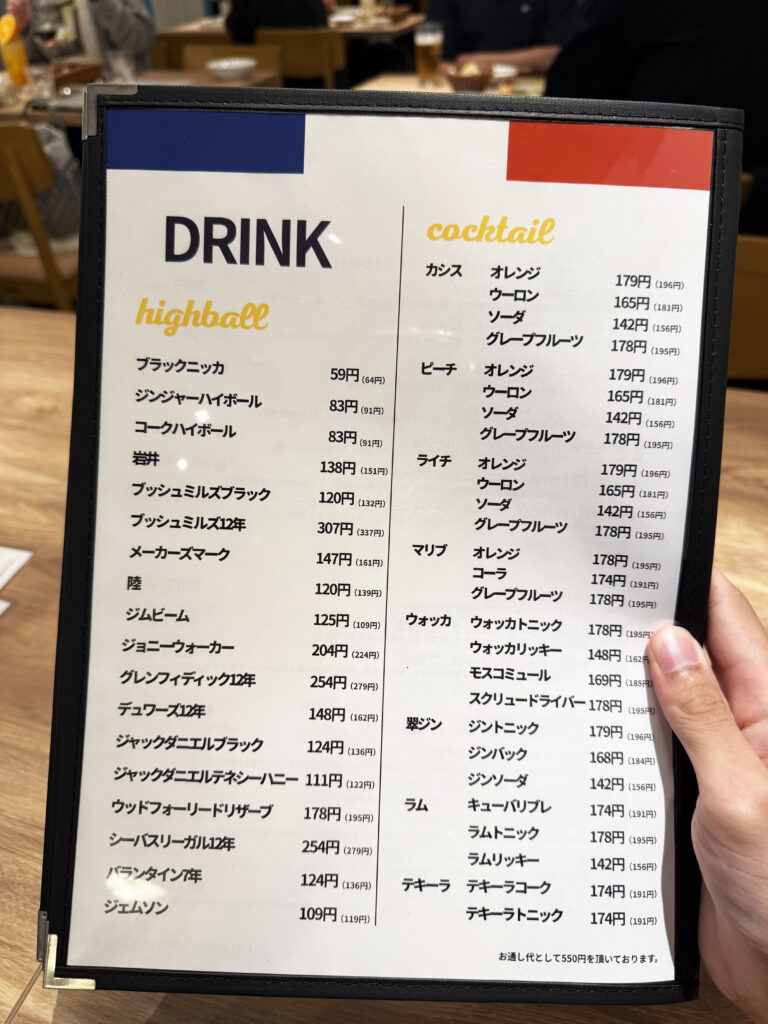 DRINK
highball
ブラックニッカ 59円 (64円)
ジンジャーハイボール 83円 (91円)
コークハイボール 83円 (91円)
岩井 138円 (151円)
ブッシュミルズブラック 120円 (132円)
ブッシュミルズ12年 307円 (337円)
メーカーズマーク 147円 (161円)
陸 120円 (139円)
ジムビーム 125円 (109円)
ジョニーウォーカー 204円 (224円)
グレンフィディック12年 254円 (279円)
デュワーズ12年 148円 (162円)
ジャックダニエルブラック 124円 (136円)
ジャックダニエルテネシーハニー 111円 (122円)
ウッドフォーリードリザーブ 178円 (195円)
シーバスリーガル12年 254円 (279円)
バランタイン7年 124円 (136円)
ジェムソン 109円 (119円)
cocktail
カシス オレンジ 179円 (196円)
ウーロン 165円 (181円)
ソーダ 142円 (156円)
グレープフルーツ 178円 (195円)
ピーチ オレンジ 179円 (196円)
ウーロン 165円 (181円)
ソーダ 142円 (156円)
グレープフルーツ 178円 (195円)
ライチ オレンジ 179円 (196円)
ウーロン 165円 (181円)
ソーダ 142円 (156円)
グレープフルーツ 178円 (195円)
マリブ オレンジ 178円 (195円)
コーラ 174円 (191円)
グレープフルーツ 178円 (195円)
ウォッカ ウォッカトニック 178円 (195円)
ウォッカリッキー 148円 (162円
モスコミュール 169円 (185円)
スクリュードライバー 178円 (195円)
翠ジン ジントニック 179円 (196円)
ジンバック 168円 (184円)
ジンソーダ 142円 (156円)
ラム キューバリブレ 174円 (191円)
ラムトニック 178円 (195円)
ラムリッキー 142円 (156円)
テキーラ テキーラコーク 174円 (191円)
テキーラトニック 174円 (191円)
お通し代として550円を頂いております。